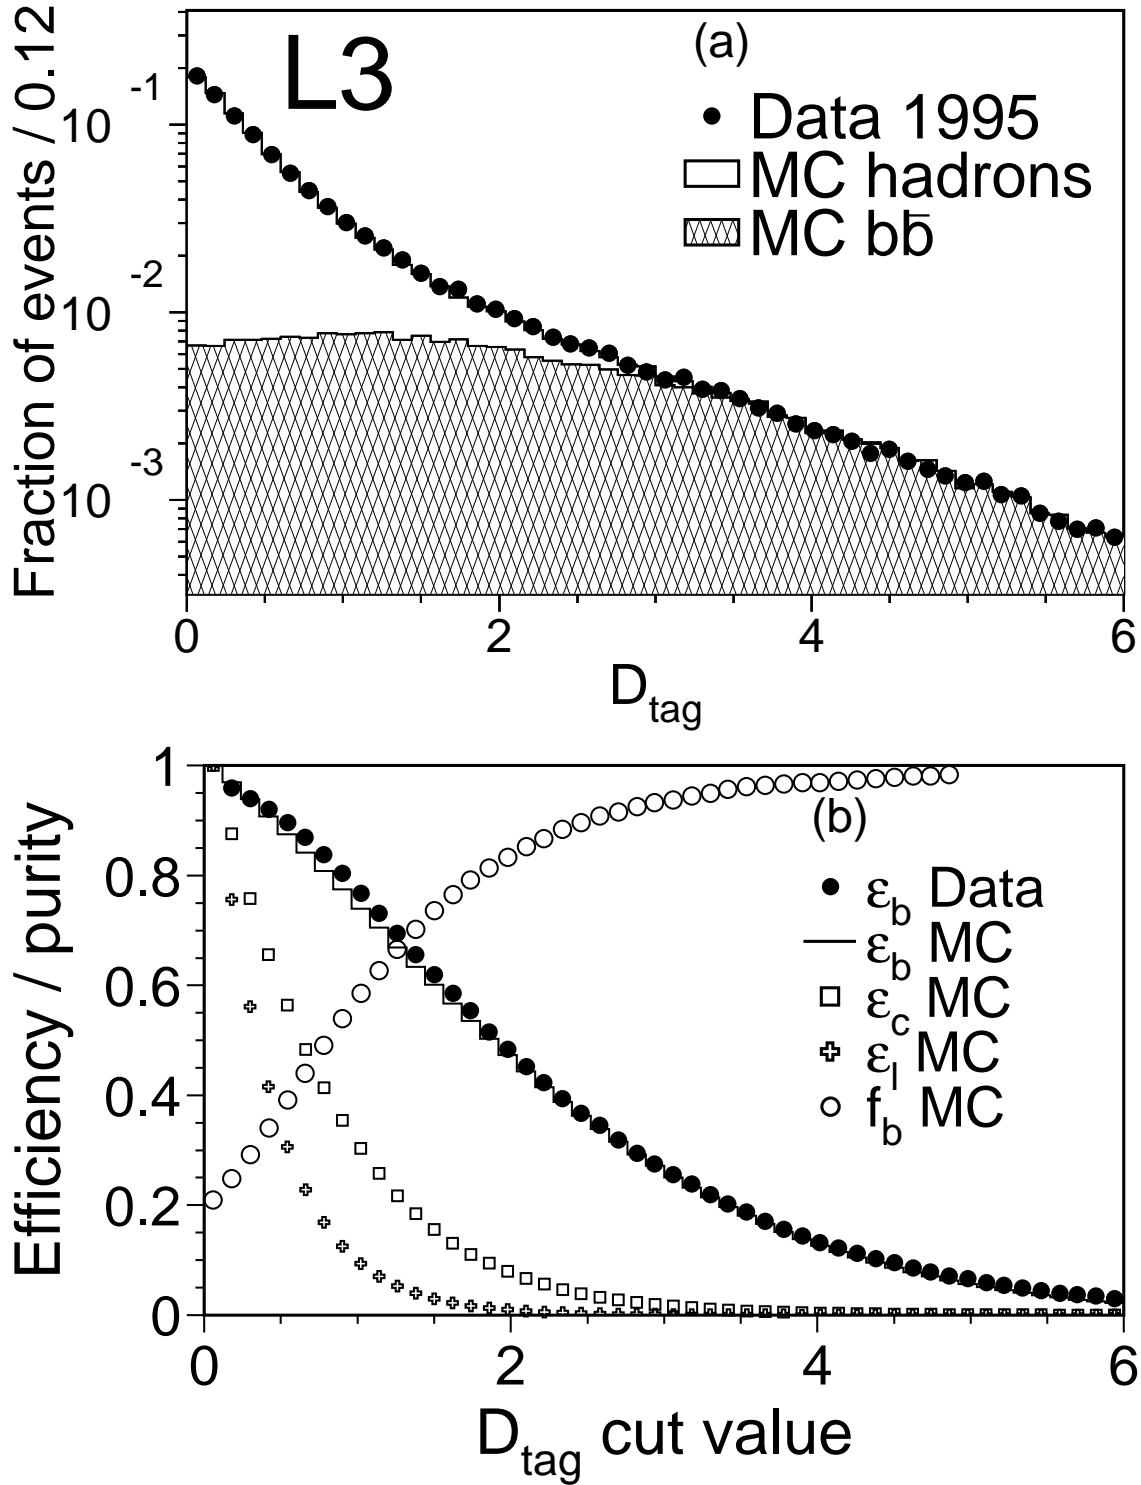 L3
(a)
Data 1995
MC hadrons
MC bb̄
Fraction of events / 0.12
10⁻¹
10⁻²
10⁻³
0 2 4 6
D_tag
Efficiency / purity
1
0.8
0.6
0.4
0.2
0
(b)
ε_b Data
ε_b MC
ε_c MC
ε_l MC
f_b MC
0 2 4 6
D_tag cut value